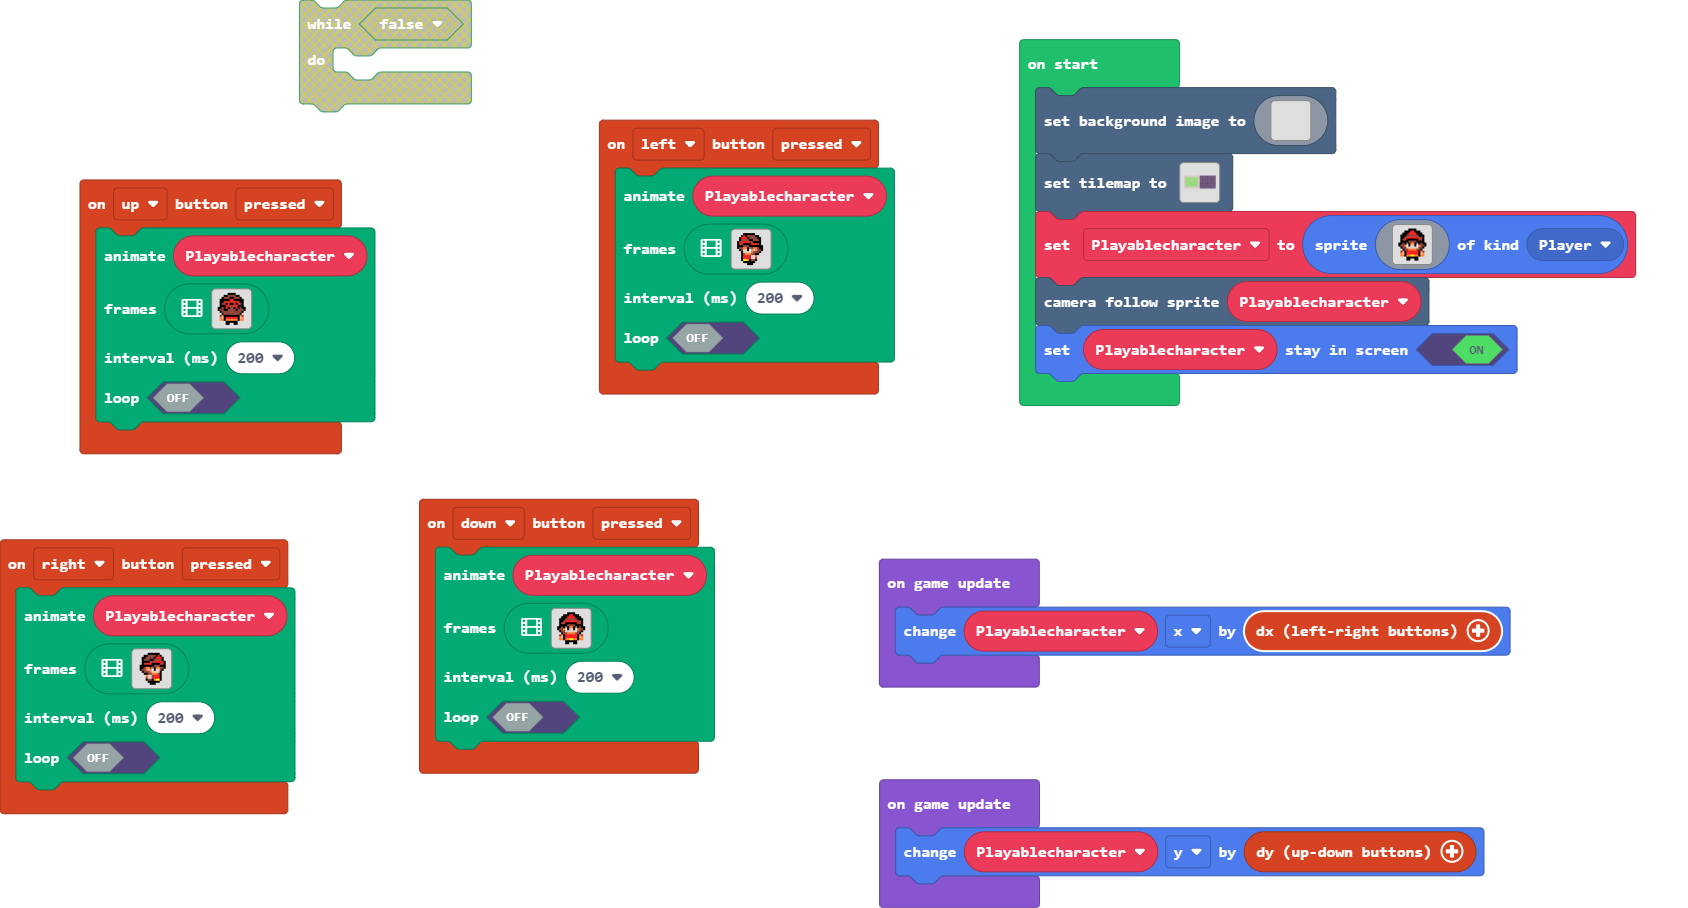 while false
do
on start
set background image to
set tilemap to
set Playablecharacter to sprite of kind Player
camera follow sprite Playablecharacter
set Playablecharacter stay in screen ON
on left button pressed
animate Playablecharacter
frames
interval (ms) 200
loop OFF
on up button pressed
animate Playablecharacter
frames
interval (ms) 200
loop OFF
on down button pressed
animate Playablecharacter
frames
interval (ms) 200
loop OFF
on right button pressed
animate Playablecharacter
frames
interval (ms) 200
loop OFF
on game update
change Playablecharacter x by dx (left-right buttons)
on game update
change Playablecharacter y by dy (up-down buttons)